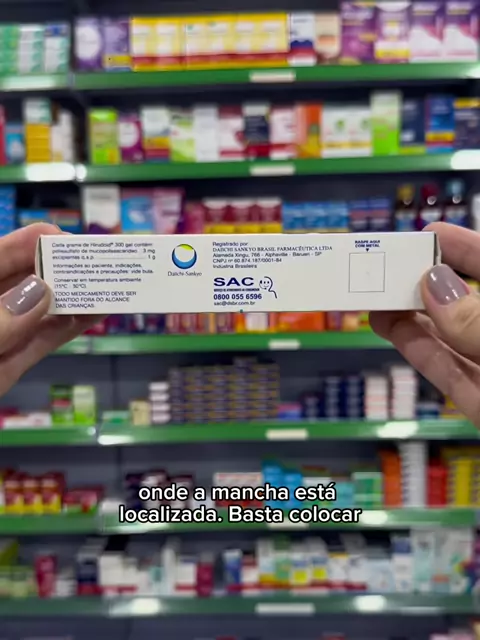 Cada grama de Hirudoid® 300 gel contém:
polissulfato de mucopolissacarídeo ... 3 mg
excipientes q.s.p. 1 g
Informações ao paciente, indicações,
contraindicações e precauções: vide bula.
Conservar em temperatura ambiente
(15°C - 30°C).
TODO MEDICAMENTO DEVE SER
MANTIDO FORA DO ALCANCE
DAS CRIANÇAS.
Daiichi-Sankyo
Registrado por
DAIICHI SANKYO BRASIL FARMACÊUTICA LTDA
Alameda Xingu, 766 - Alphaville - Barueri - SP
CNPJ nº 60.874.187/0001-84
Indústria Brasileira
SAC
0800 055 6596
sac@dsbr.com.br
RASPE AQUI
COM METAL
onde a mancha está
localizada. Basta colocar